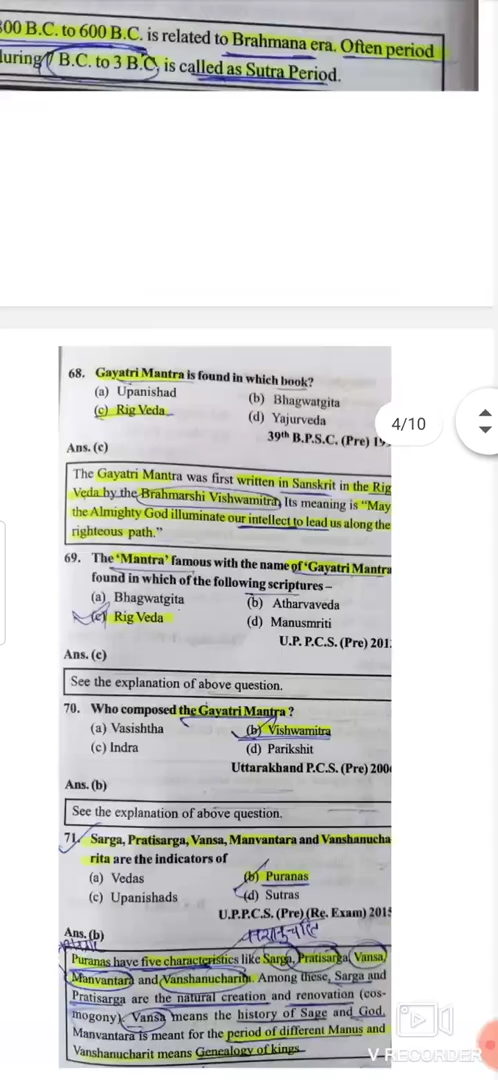 800 B.C. to 600 B.C. is related to Brahmana era. Often period
during 7 B.C. to 3 B.C. is called as Sutra Period.
68. Gayatri Mantra is found in which book?
(a) Upanishad (b) Bhagwatgita
(c) Rig Veda (d) Yajurveda
39th B.P.S.C. (Pre)
4/10
Ans. (c)
The Gayatri Mantra was first written in Sanskrit in the Rig
Veda by the Brahmarshi Vishwamitra. Its meaning is "May
the Almighty God illuminate our intellect to lead us along the
righteous path."
69. The 'Mantra' famous with the name of 'Gayatri Mantra
found in which of the following scriptures –
(a) Bhagwatgita (b) Atharvaveda
(c) Rig Veda (d) Manusmriti
U.P. P.C.S. (Pre) 201
Ans. (c)
See the explanation of above question.
70. Who composed the Gayatri Mantra ?
(a) Vasishtha (b) Vishwamitra
(c) Indra (d) Parikshit
Uttarakhand P.C.S. (Pre) 200
Ans. (b)
See the explanation of above question.
71. Sarga, Pratisarga, Vansa, Manvantara and Vanshanucha
rita are the indicators of
(a) Vedas (b) Puranas
(c) Upanishads (d) Sutras
U.P.P.C.S. (Pre) (Re. Exam) 2015
Ans. (b)
Puranas have five characteristics like Sarga, Pratisarga, Vansa,
Manvantara and Vanshanucharita. Among these, Sarga and
Pratisarga are the natural creation and renovation (cos-
mogony). Vansa means the history of Sage and God.
Manvantara is meant for the period of different Manus and
Vanshanucharit means Genealogy of kings.
V RECORDER